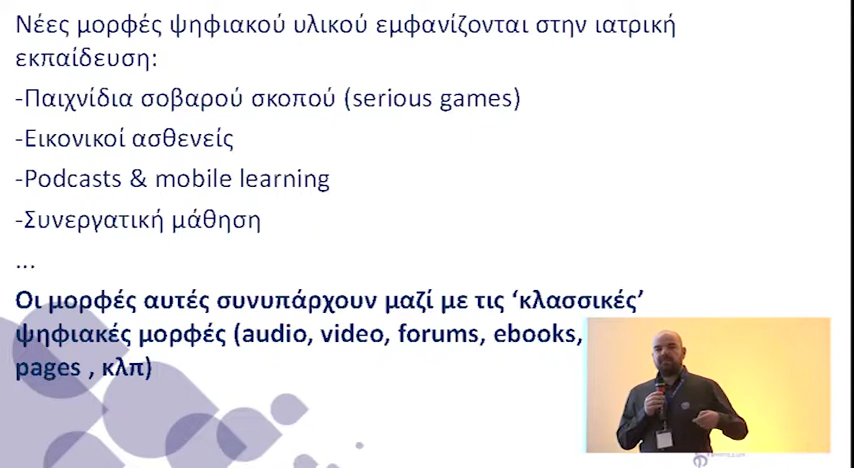 Νέες μορφές ψηφιακού υλικού εμφανίζονται στην ιατρική
εκπαίδευση:
-Παιχνίδια σοβαρού σκοπού (serious games)
-Εικονικοί ασθενείς
-Podcasts & mobile learning
-Συνεργατική μάθηση
...
Οι μορφές αυτές συνυπάρχουν μαζί με τις ‘κλασσικές’
ψηφιακές μορφές (audio, video, forums, ebooks,
pages , κλπ)